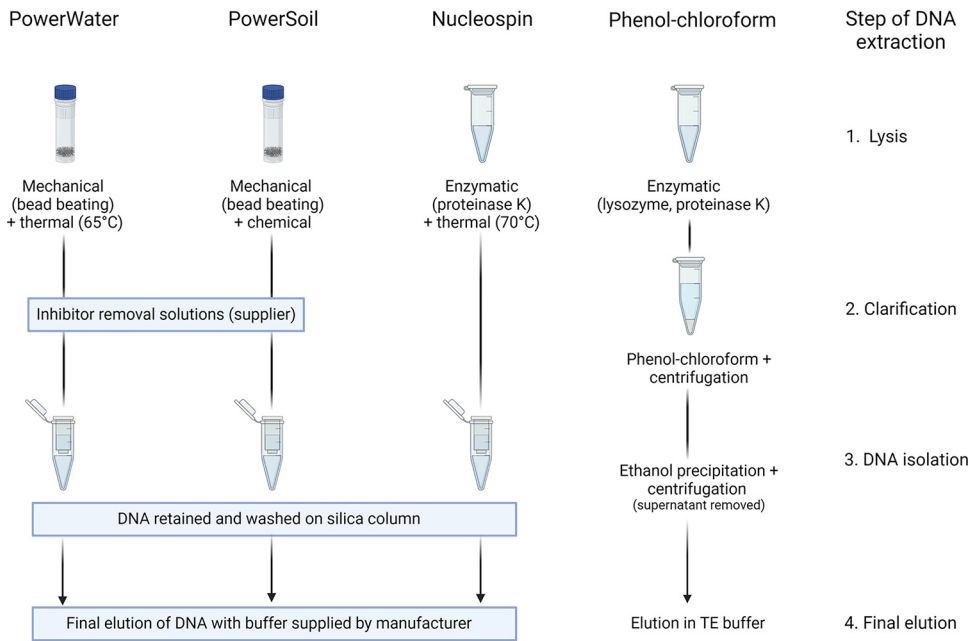 PowerWater
PowerSoil
Nucleospin
Phenol-chloroform
Step of DNA
extraction
1. Lysis
Mechanical
(bead beating)
+ thermal (65°C)
Mechanical
(bead beating)
+ chemical
Enzymatic
(proteinase K)
+ thermal (70°C)
Enzymatic
(lysozyme, proteinase K)
Inhibitor removal solutions (supplier)
2. Clarification
Phenol-chloroform +
centrifugation
3. DNA isolation
Ethanol precipitation +
centrifugation
(supernatant removed)
DNA retained and washed on silica column
Final elution of DNA with buffer supplied by manufacturer
Elution in TE buffer
4. Final elution